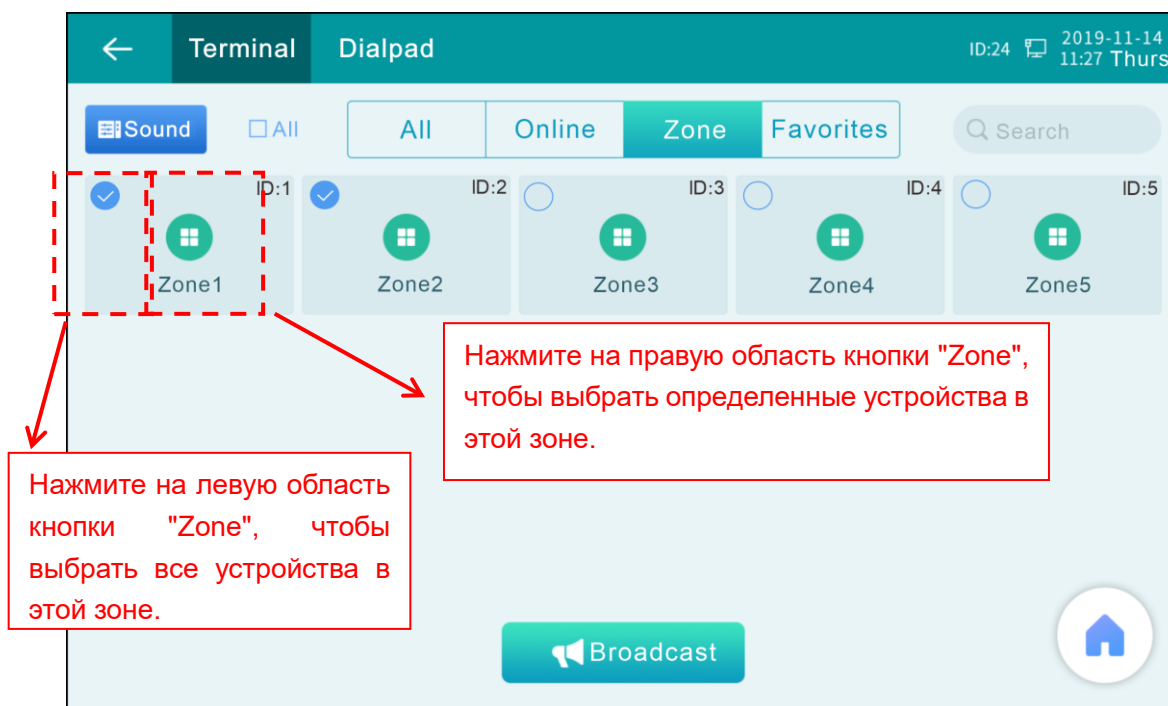 Terminal Dialpad ID:24 2019-11-14
11:27 Thurs
Sound All All Online Zone Favorites Search
ID:1 ID:2 ID:3 ID:4 ID:5
Zone1 Zone2 Zone3 Zone4 Zone5
Нажмите на правую область кнопки "Zone",
чтобы выбрать определенные устройства в
этой зоне.
Нажмите на левую область
кнопки "Zone", чтобы
выбрать все устройства в
этой зоне.
Broadcast